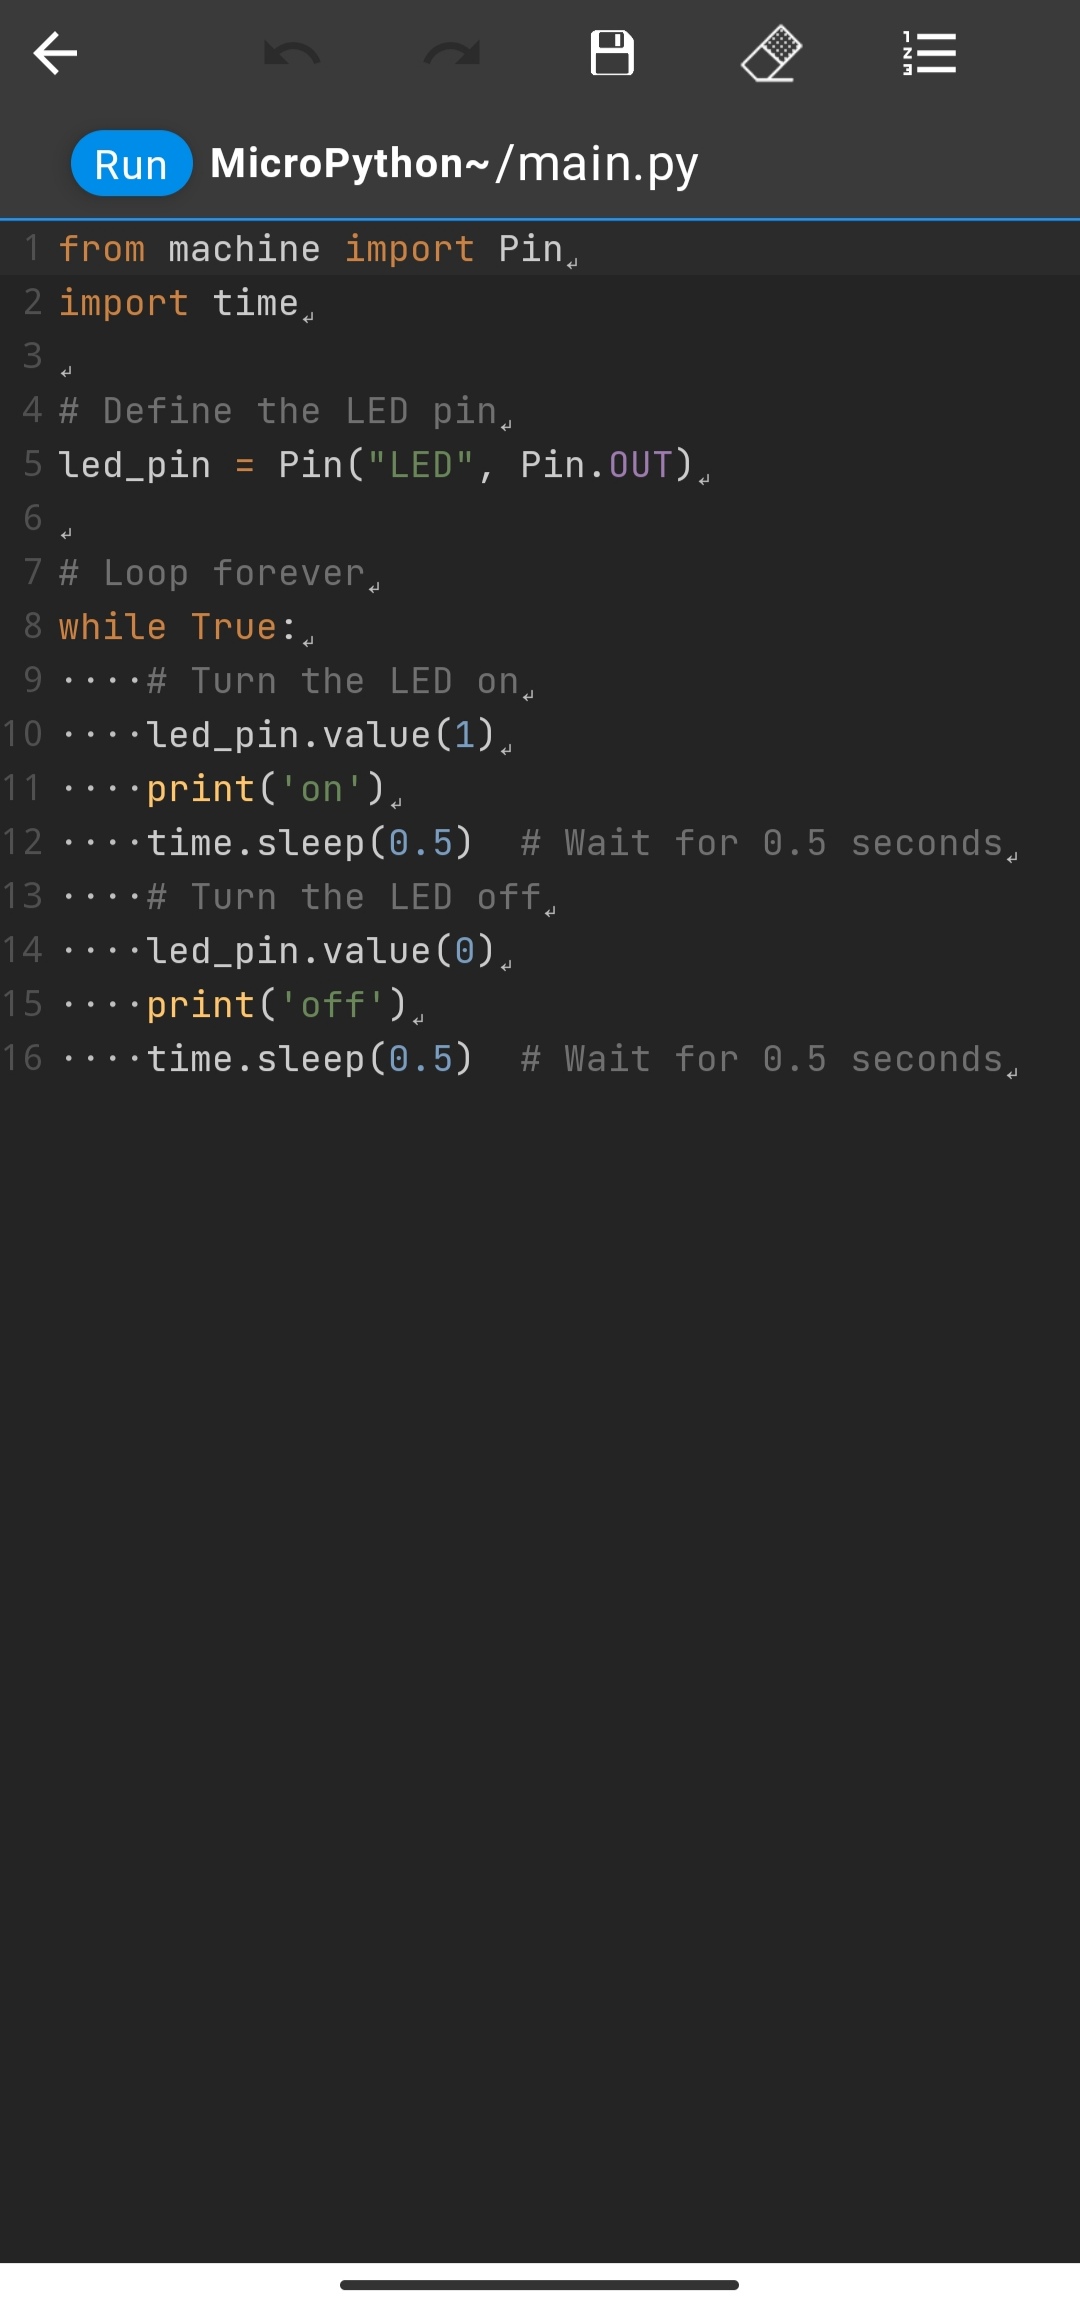 Run MicroPython~/main.py
1 from machine import Pin
2 import time
3
4 # Define the LED pin
5 led_pin = Pin("LED", Pin.OUT)
6
7 # Loop forever
8 while True:
9 ····# Turn the LED on
10 ····led_pin.value(1)
11 ····print('on')
12 ····time.sleep(0.5)  # Wait for 0.5 seconds
13 ····# Turn the LED off
14 ····led_pin.value(0)
15 ····print('off')
16 ····time.sleep(0.5)  # Wait for 0.5 seconds